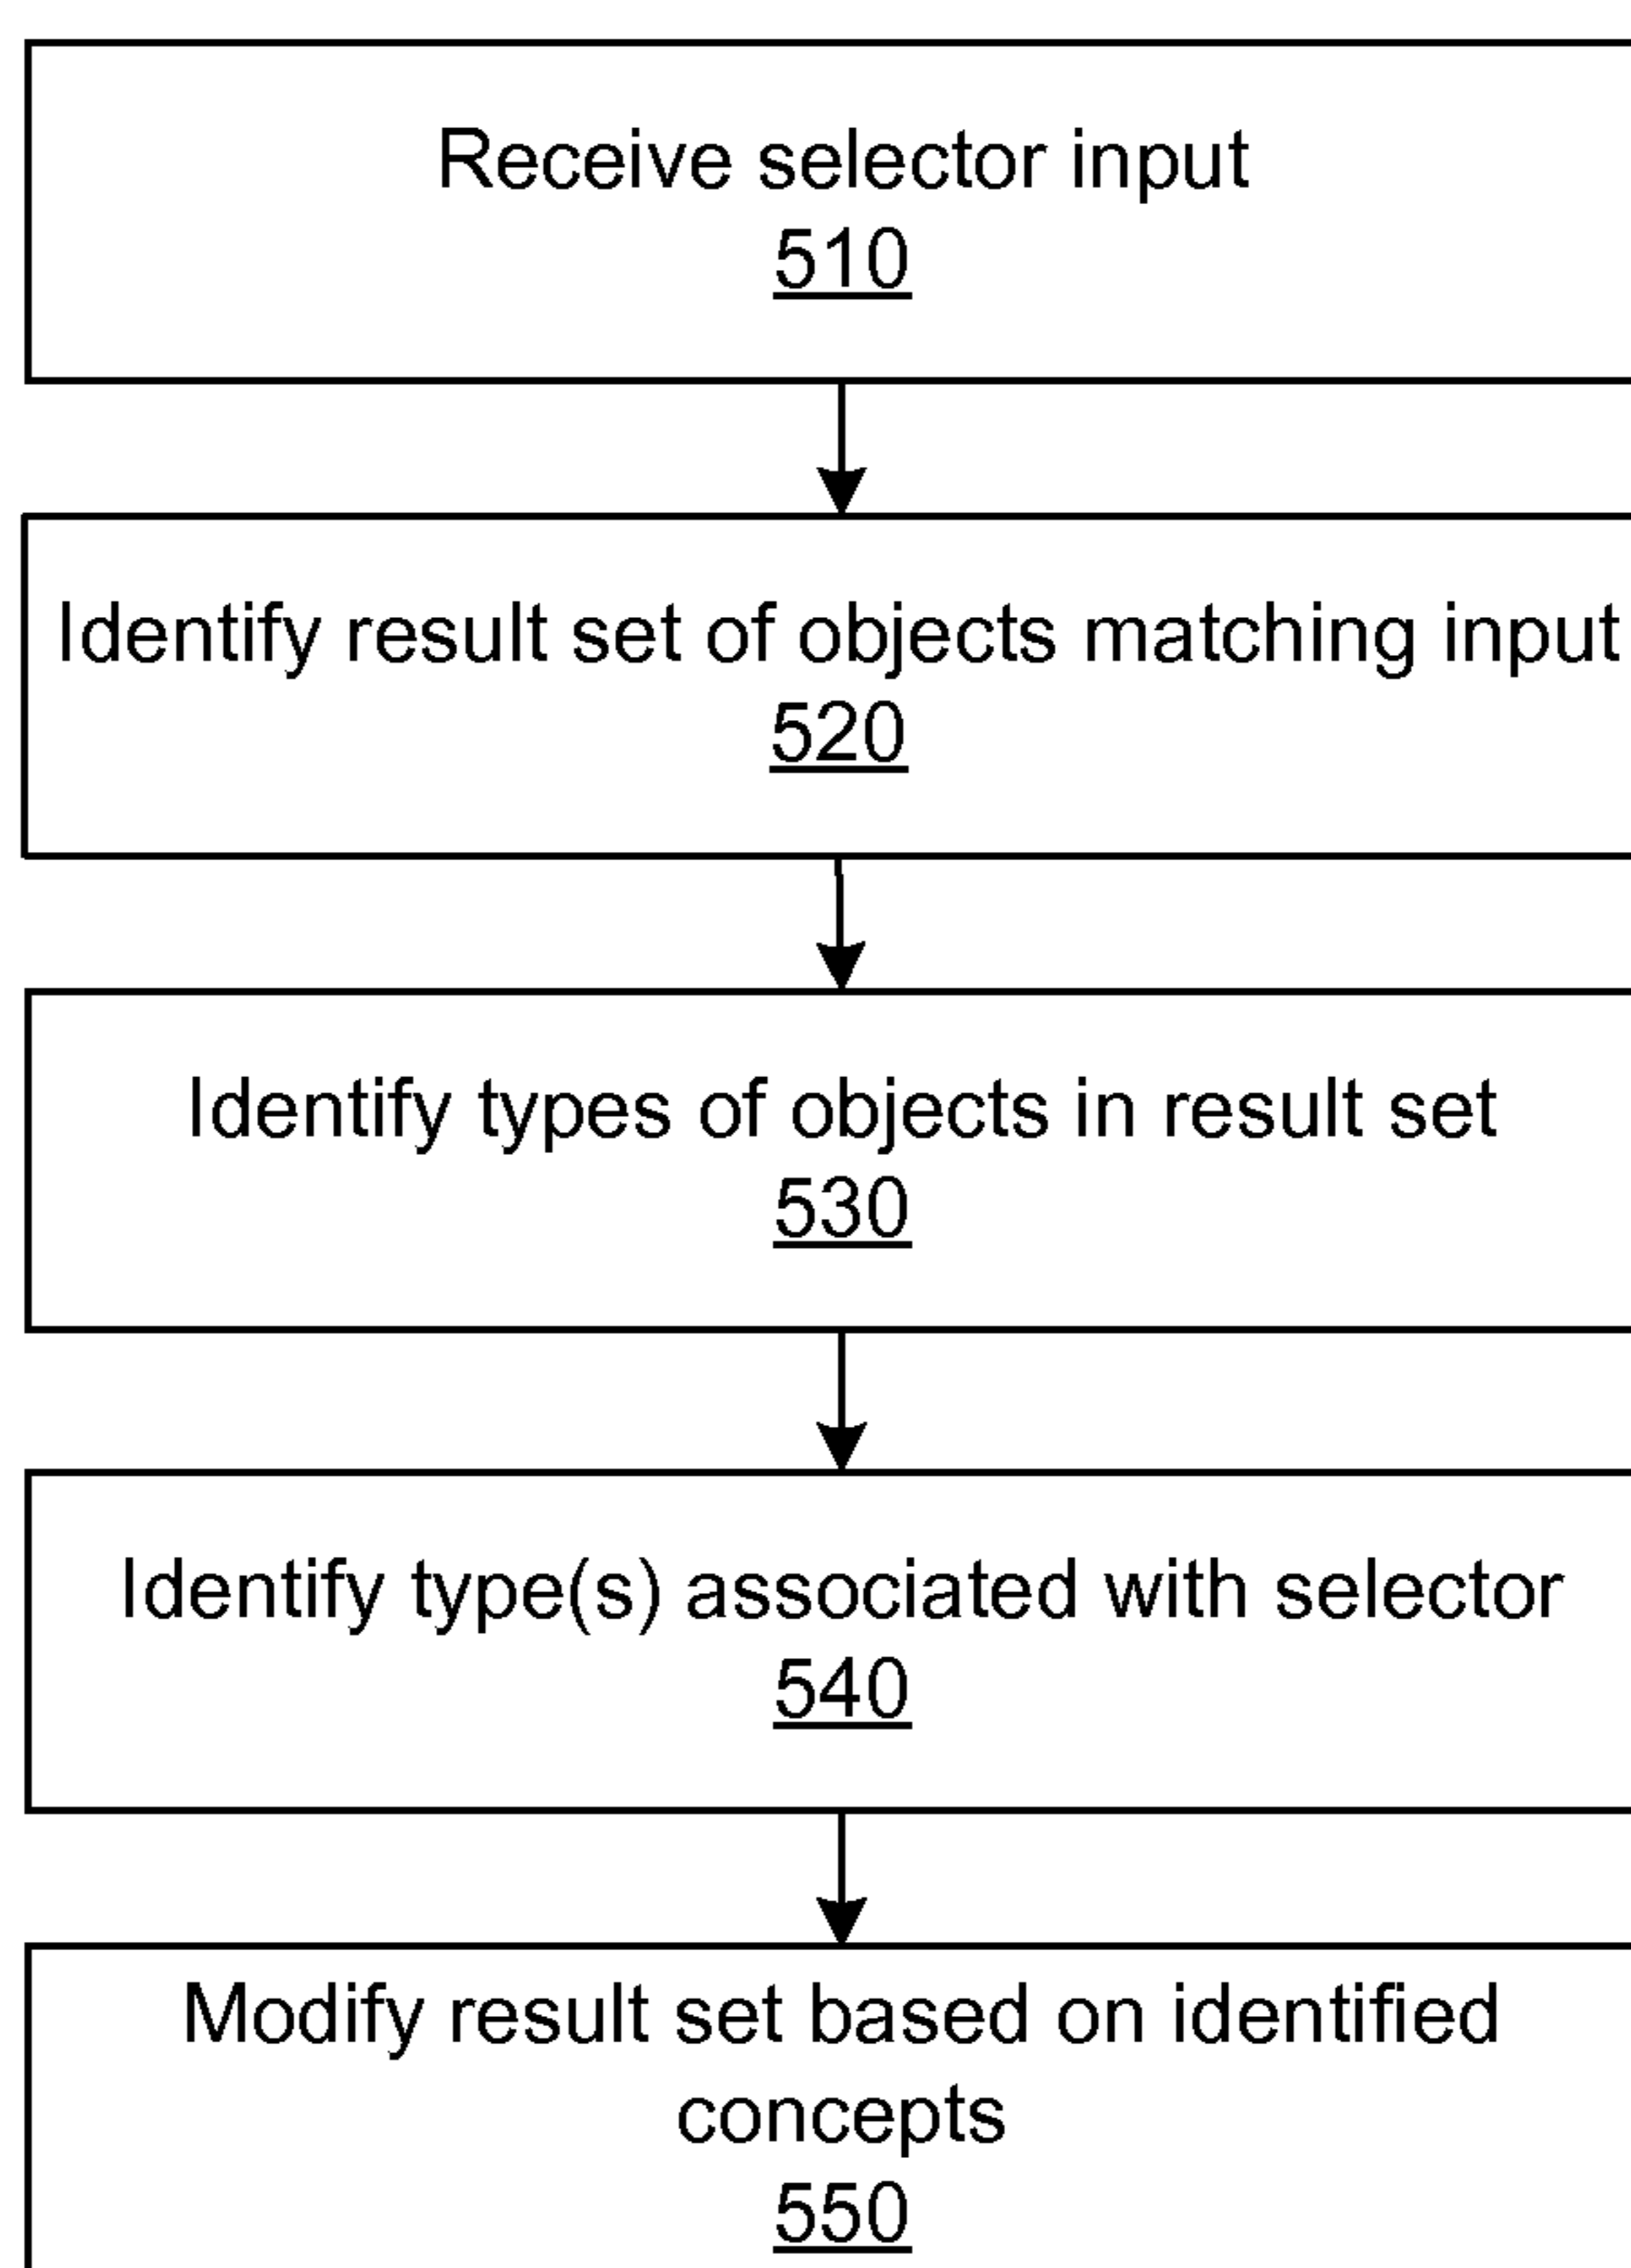 Receive selector input
510
Identify result set of objects matching input
520
Identify types of objects in result set
530
Identify type(s) associated with selector
540
Modify result set based on identified
concepts
550